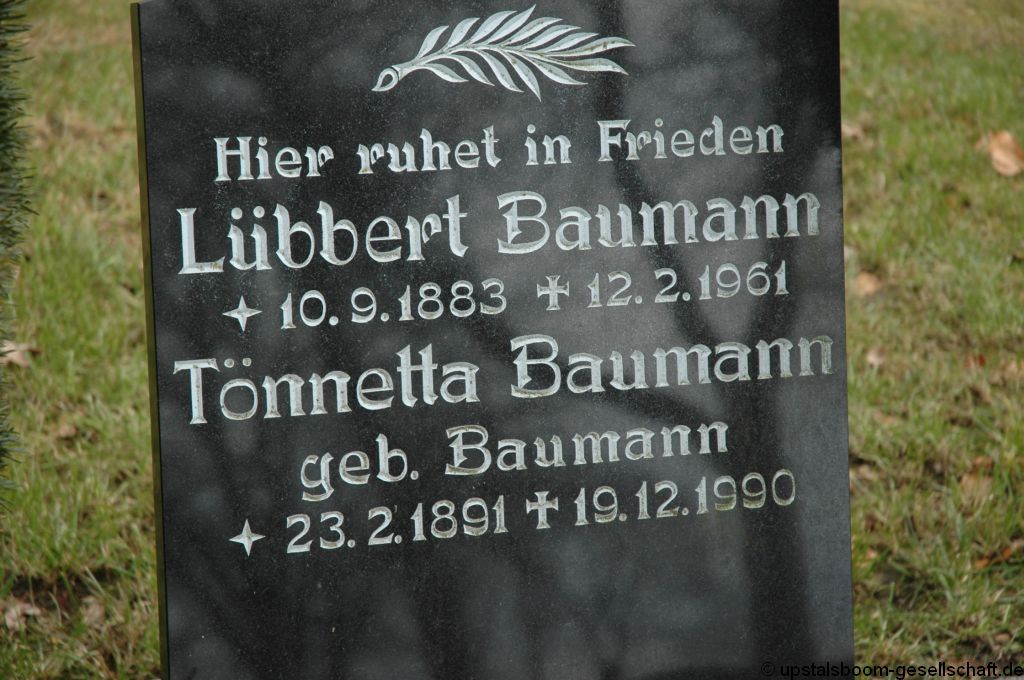 Hier ruhet in Frieden
Lübbert Baumann
✧ 10.9.1883 ✠ 12.2.1961
Tönnetta Baumann
geb. Baumann
✧ 23.2.1891 ✠ 19.12.1990
© upstalsboom-gesellschaft.de